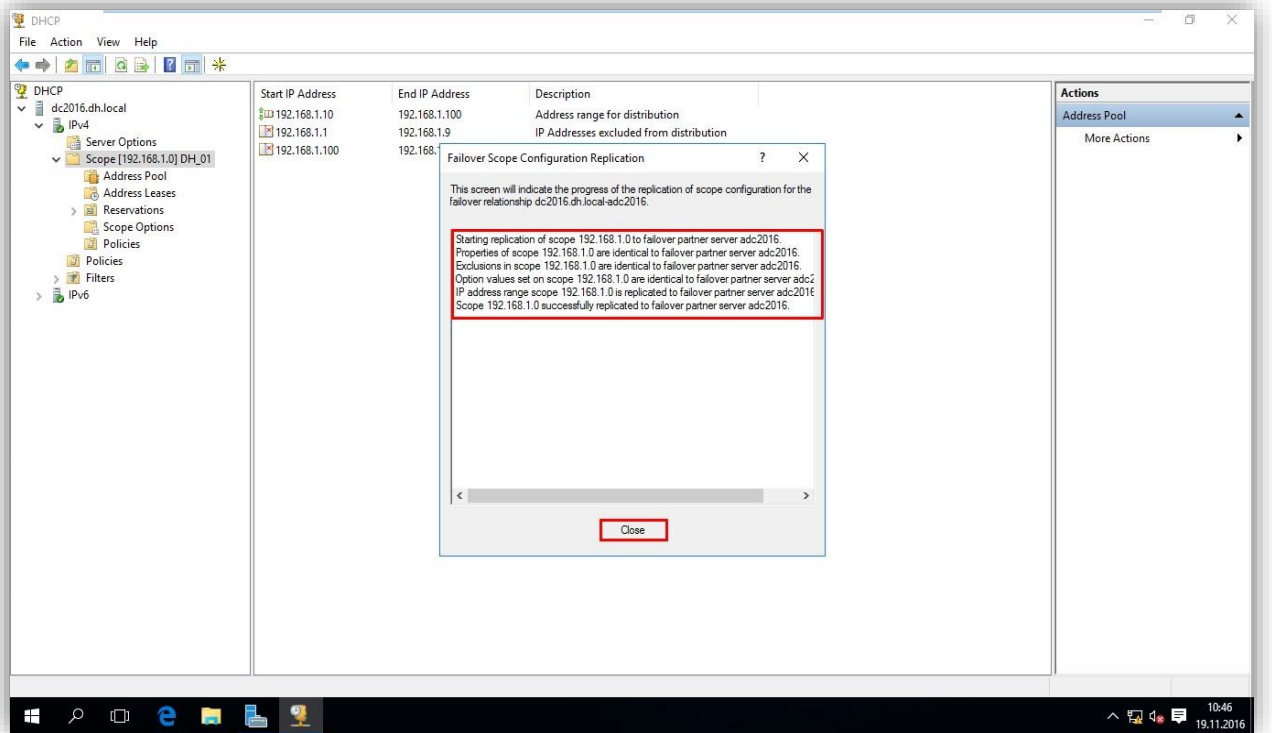 DHCP
File Action View Help
DHCP
dc2016.dh.local
IPv4
Server Options
Scope [192.168.1.0] DH_01
Address Pool
Address Leases
Reservations
Scope Options
Policies
Policies
Filters
IPv6
Start IP Address End IP Address Description
192.168.1.10 192.168.1.100 Address range for distribution
192.168.1.1 192.168.1.9 IP Addresses excluded from distribution
192.168.1.100
Actions
Address Pool
More Actions
Failover Scope Configuration Replication ?
This screen will indicate the progress of the replication of scope configuration for the
failover relationship dc2016.dh.local-adc2016.
Starting replication of scope 192.168.1.0 to failover partner server adc2016.
Properties of scope 192.168.1.0 are identical to failover partner server adc2016.
Exclusions in scope 192.168.1.0 are identical to failover partner server adc2016.
Option values set on scope 192.168.1.0 are identical to failover partner server adc2
IP address range scope 192.168.1.0 is replicated to failover partner server adc2016
Scope 192.168.1.0 successfully replicated to failover partner server adc2016.
Close
10:46
19.11.2016